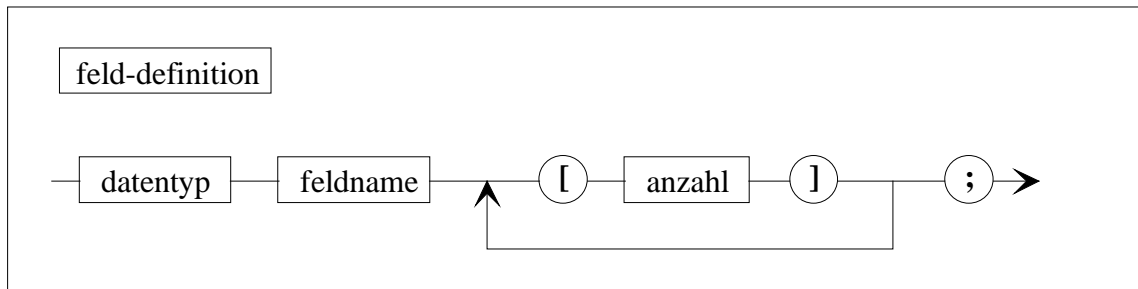 feld-definition
datentyp feldname [ anzahl ] ;